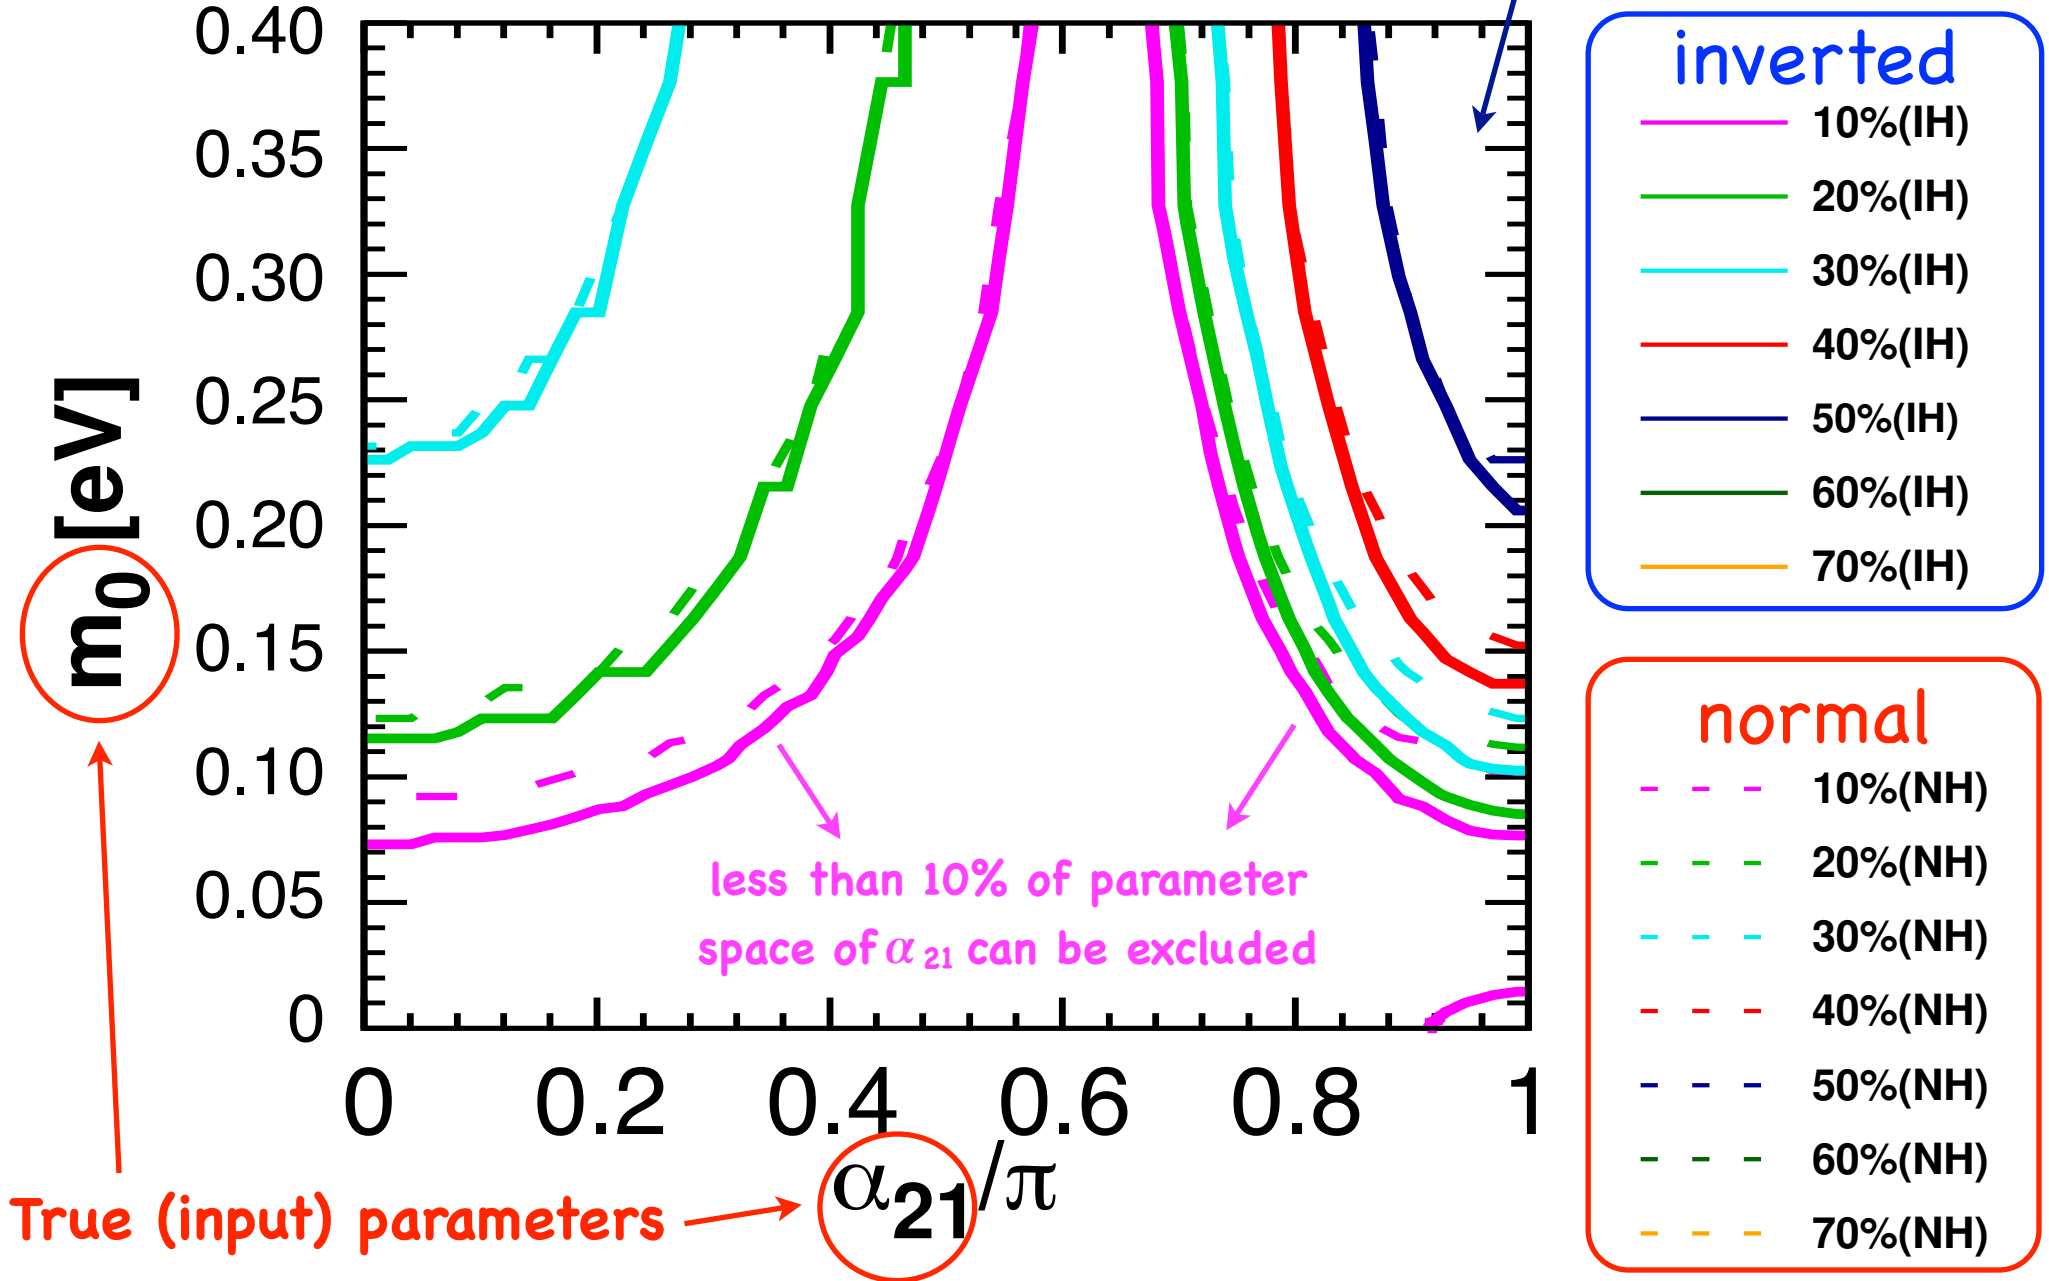 0.40
0.35
0.30
0.25
0.20
0.15
0.10
0.05
0
m0 [eV]
0 0.2 0.4 0.6 0.8 1
α21/π
True (input) parameters
less than 10% of parameter
space of α21 can be excluded
inverted
10%(IH)
20%(IH)
30%(IH)
40%(IH)
50%(IH)
60%(IH)
70%(IH)
normal
10%(NH)
20%(NH)
30%(NH)
40%(NH)
50%(NH)
60%(NH)
70%(NH)